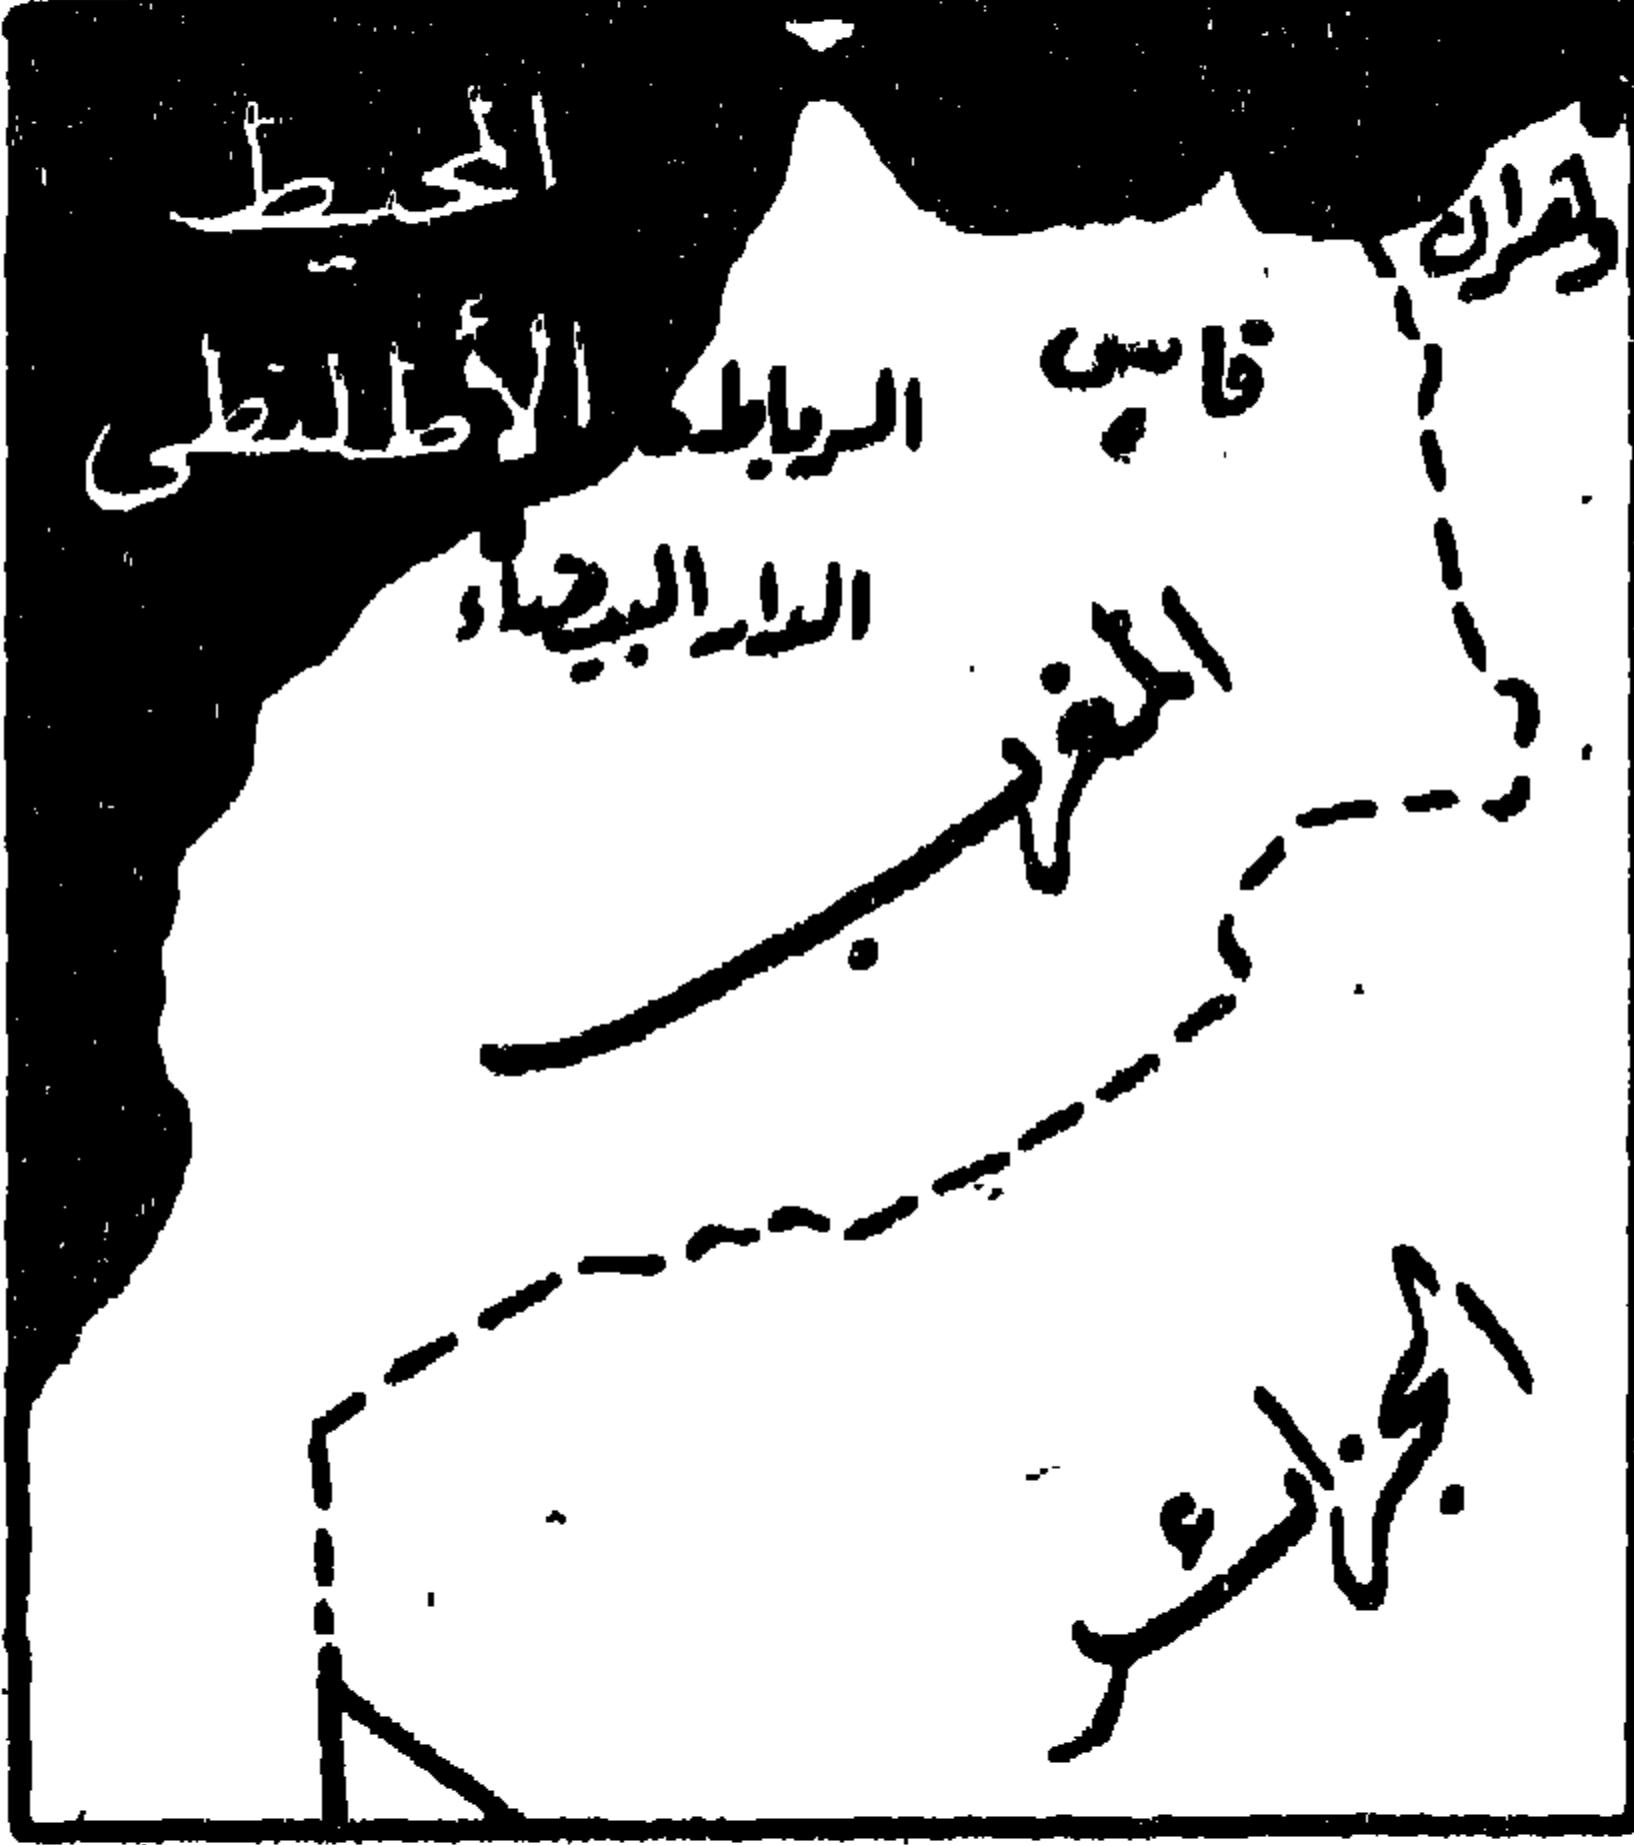 المحيط
الأطلنطى
وهران
فاس
الرباط
الدار البيضاء
المغرب
الجزائر